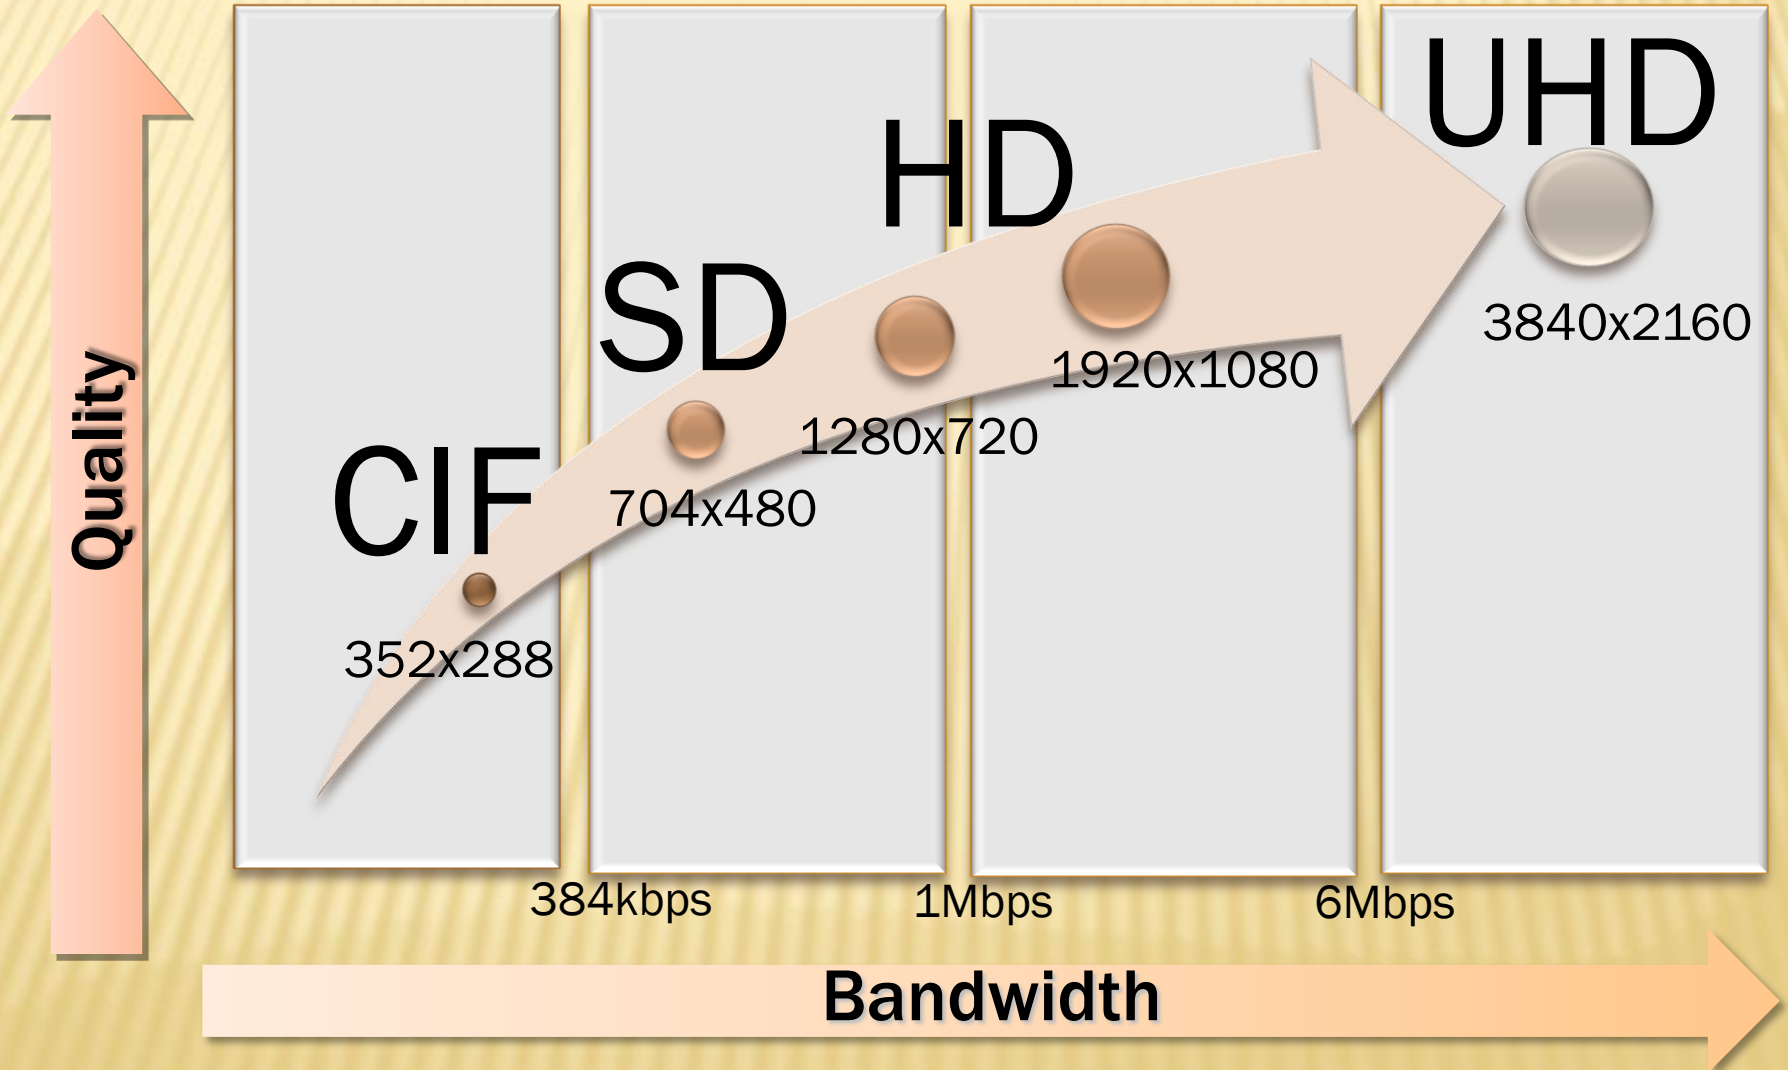 UHD
HD
SD
CIF
3840x2160
1920x1080
1280x720
704x480
352x288
Quality
384kbps
1Mbps
6Mbps
Bandwidth